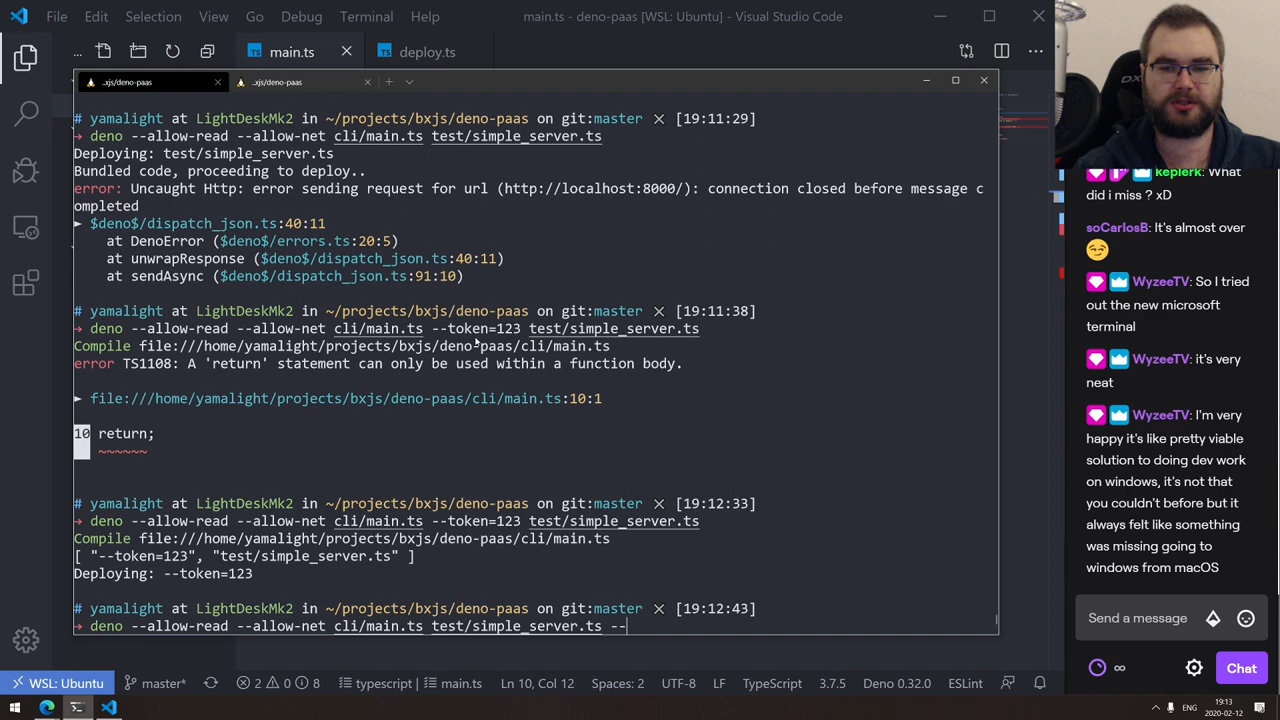 File Edit Selection View Go Debug Terminal Help main.ts - deno-paas [WSL: Ubuntu] - Visual Studio Code
... TS main.ts TS deploy.ts ...
..xjs/deno-paas ..xjs/deno-paas
# yamalight at LightDeskMk2 in ~/projects/bxjs/deno-paas on git:master ✕ [19:11:29]
→ deno --allow-read --allow-net cli/main.ts test/simple_server.ts
Deploying: test/simple_server.ts
Bundled code, proceeding to deploy..
error: Uncaught Http: error sending request for url (http://localhost:8000/): connection closed before message c
ompleted
► $deno$/dispatch_json.ts:40:11
at DenoError ($deno$/errors.ts:20:5)
at unwrapResponse ($deno$/dispatch_json.ts:40:11)
at sendAsync ($deno$/dispatch_json.ts:91:10)
# yamalight at LightDeskMk2 in ~/projects/bxjs/deno-paas on git:master ✕ [19:11:38]
→ deno --allow-read --allow-net cli/main.ts --token=123 test/simple_server.ts
Compile file:///home/yamalight/projects/bxjs/deno-paas/cli/main.ts
error TS1108: A 'return' statement can only be used within a function body.
► file:///home/yamalight/projects/bxjs/deno-paas/cli/main.ts:10:1
10 return;
~~~~~~
# yamalight at LightDeskMk2 in ~/projects/bxjs/deno-paas on git:master ✕ [19:12:33]
→ deno --allow-read --allow-net cli/main.ts --token=123 test/simple_server.ts
Compile file:///home/yamalight/projects/bxjs/deno-paas/cli/main.ts
[ "--token=123", "test/simple_server.ts" ]
Deploying: --token=123
# yamalight at LightDeskMk2 in ~/projects/bxjs/deno-paas on git:master ✕ [19:12:43]
→ deno --allow-read --allow-net cli/main.ts test/simple_server.ts --
keplerk: What
did i miss ? xD
soCarlosB: It's almost over
WyzeeTV: So I tried
out the new microsoft
terminal
WyzeeTV: it's very
neat
WyzeeTV: I'm very
happy it's like pretty viable
solution to doing dev work
on windows, it's not that
you couldn't before but it
always felt like something
was missing going to
windows from macOS
Send a message
∞ Chat
WSL: Ubuntu master* 2 0 8 typescript | main.ts Ln 10, Col 12 Spaces: 2 UTF-8 LF TypeScript 3.7.5 Deno 0.32.0 ESLint
ENG 19:13
2020-02-12